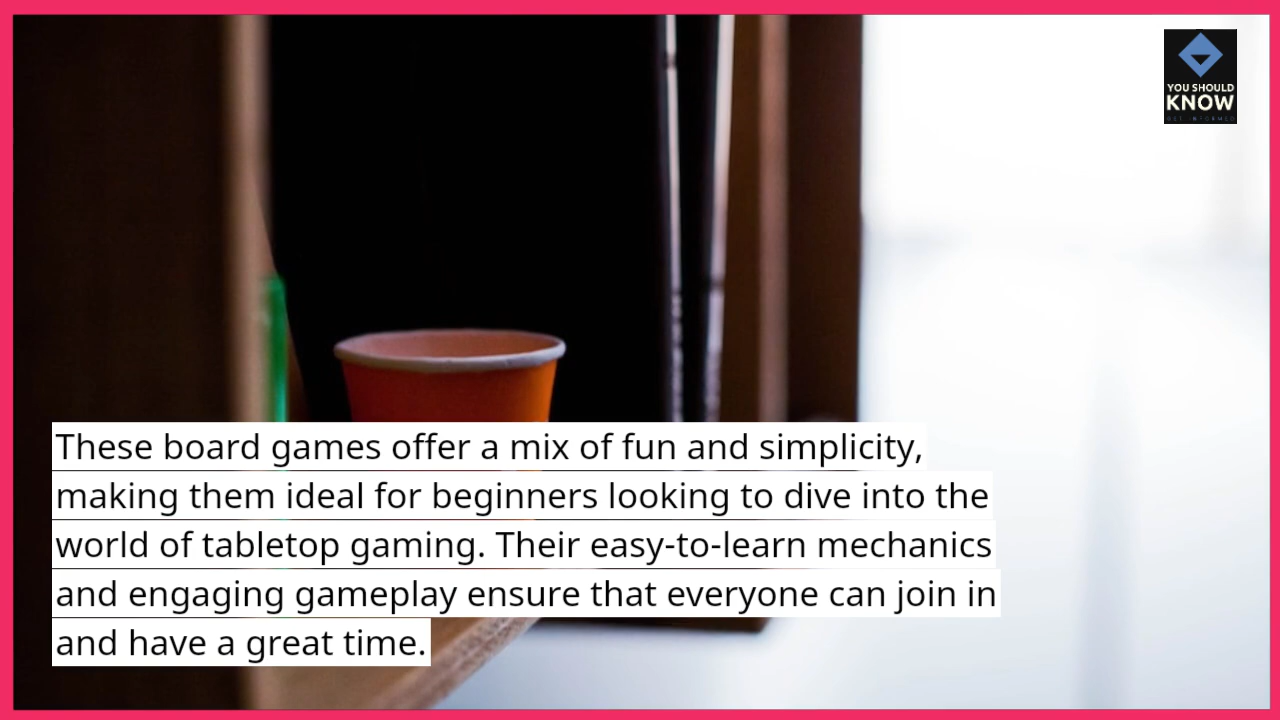 YOU SHOULD
KNOW
GET INFORMED
These board games offer a mix of fun and simplicity,
making them ideal for beginners looking to dive into the
world of tabletop gaming. Their easy-to-learn mechanics
and engaging gameplay ensure that everyone can join in
and have a great time.